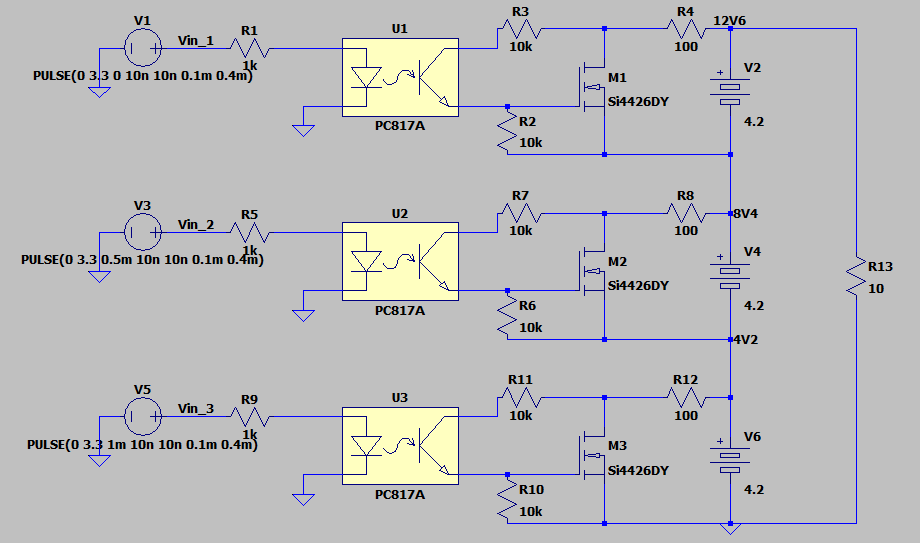 V1
Vin_1
R1
1k
PULSE(0 3.3 0 10n 10n 0.1m 0.4m)
U1
PC817A
R3
10k
R4
100
12V6
M1
Si4426DY
R2
10k
V2
+
4.2
V3
Vin_2
R5
1k
PULSE(0 3.3 0.5m 10n 10n 0.1m 0.4m)
U2
PC817A
R7
10k
R8
100
8V4
M2
Si4426DY
R6
10k
V4
+
4.2
4V2
R13
10
V5
Vin_3
R9
1k
PULSE(0 3.3 1m 10n 10n 0.1m 0.4m)
U3
PC817A
R11
10k
R12
100
M3
Si4426DY
R10
10k
V6
+
4.2